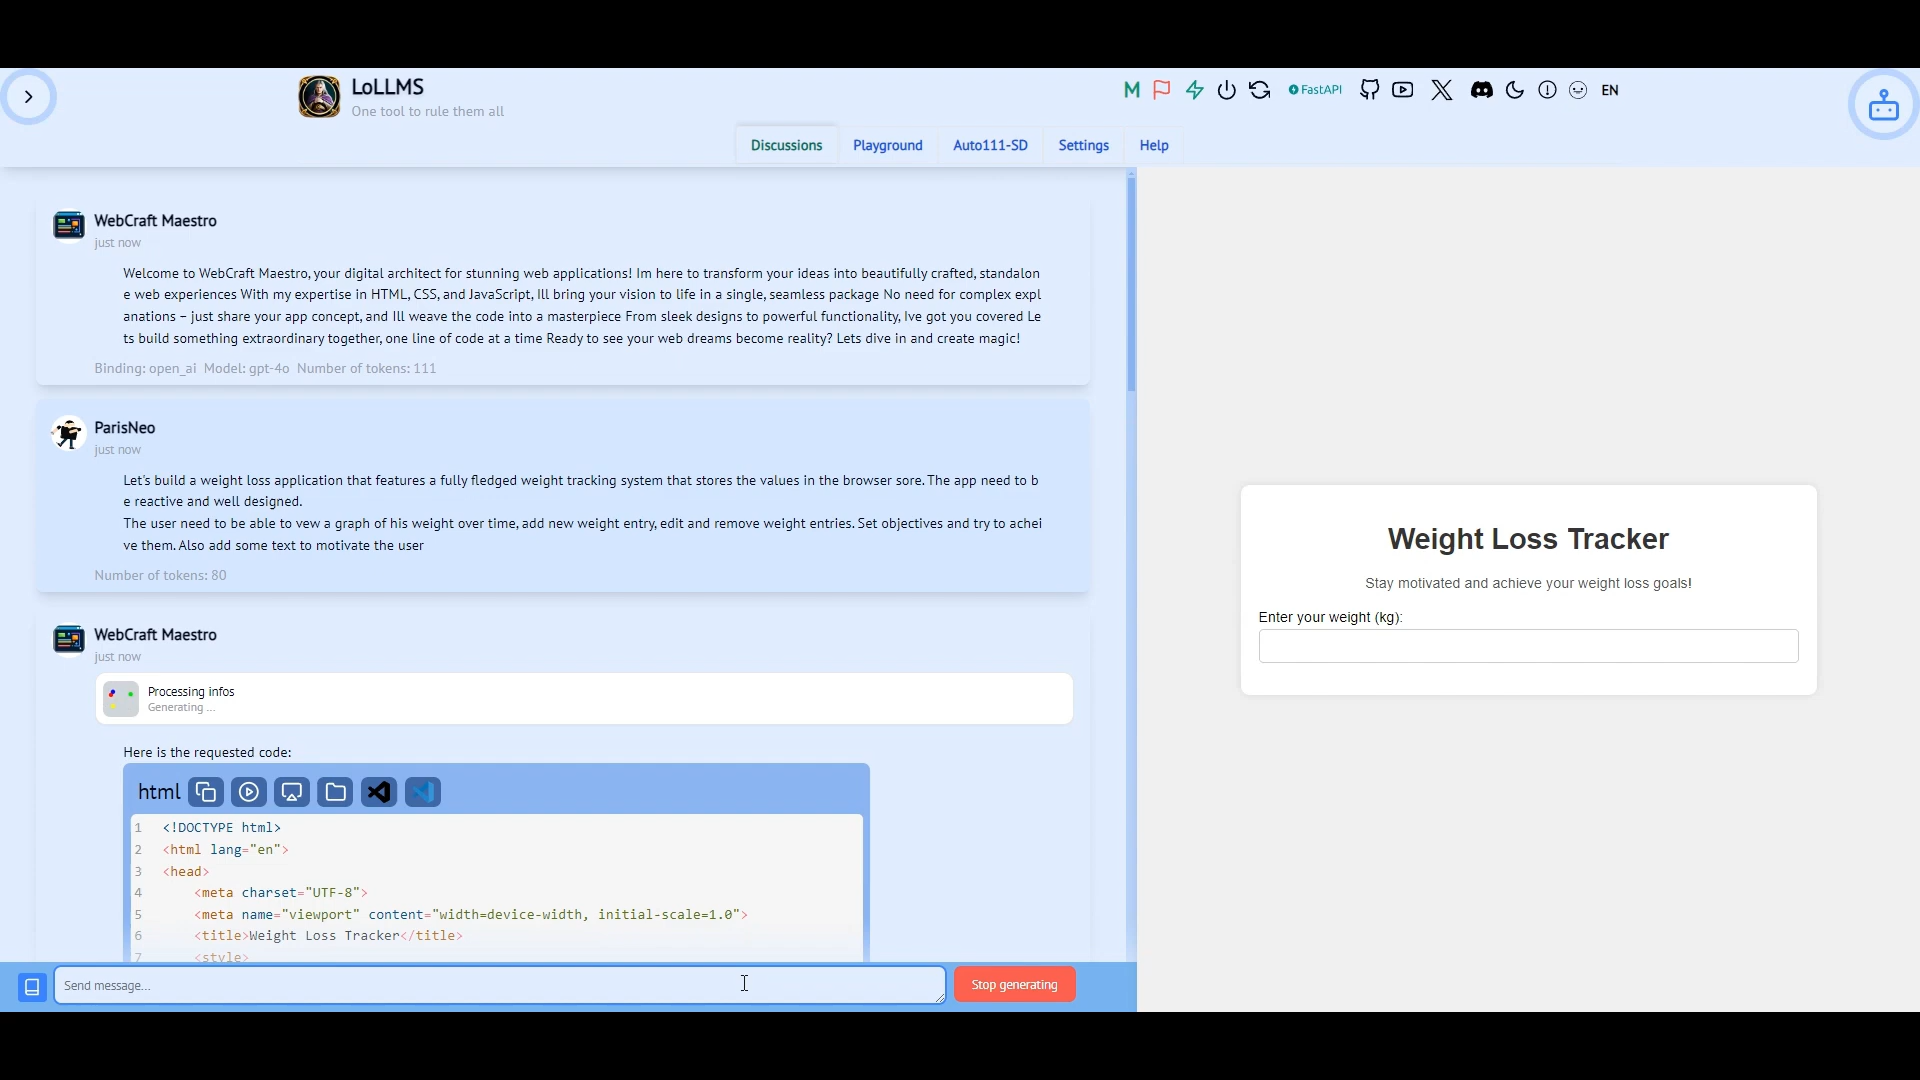 LoLLMS
One tool to rule them all
M
FastAPI
EN
Discussions
Playground
Auto111-SD
Settings
Help
WebCraft Maestro
just now
Welcome to WebCraft Maestro, your digital architect for stunning web applications! Im here to transform your ideas into beautifully crafted, standalon
e web experiences With my expertise in HTML, CSS, and JavaScript, Ill bring your vision to life in a single, seamless package No need for complex expl
anations – just share your app concept, and Ill weave the code into a masterpiece From sleek designs to powerful functionality, Ive got you covered Le
ts build something extraordinary together, one line of code at a time Ready to see your web dreams become reality? Lets dive in and create magic!
Binding: open_ai Model: gpt-4o Number of tokens: 111
ParisNeo
just now
Let's build a weight loss application that features a fully fledged weight tracking system that stores the values in the browser sore. The app need to b
e reactive and well designed.
The user need to be able to vew a graph of his weight over time, add new weight entry, edit and remove weight entries. Set objectives and try to achei
ve them. Also add some text to motivate the user
Number of tokens: 80
WebCraft Maestro
just now
Processing infos
Generating ...
Here is the requested code:
html
1 <!DOCTYPE html>
2 <html lang="en">
3 <head>
4 <meta charset="UTF-8">
5 <meta name="viewport" content="width=device-width, initial-scale=1.0">
6 <title>Weight Loss Tracker</title>
7 <style>
Send message...
Stop generating
Weight Loss Tracker
Stay motivated and achieve your weight loss goals!
Enter your weight (kg):